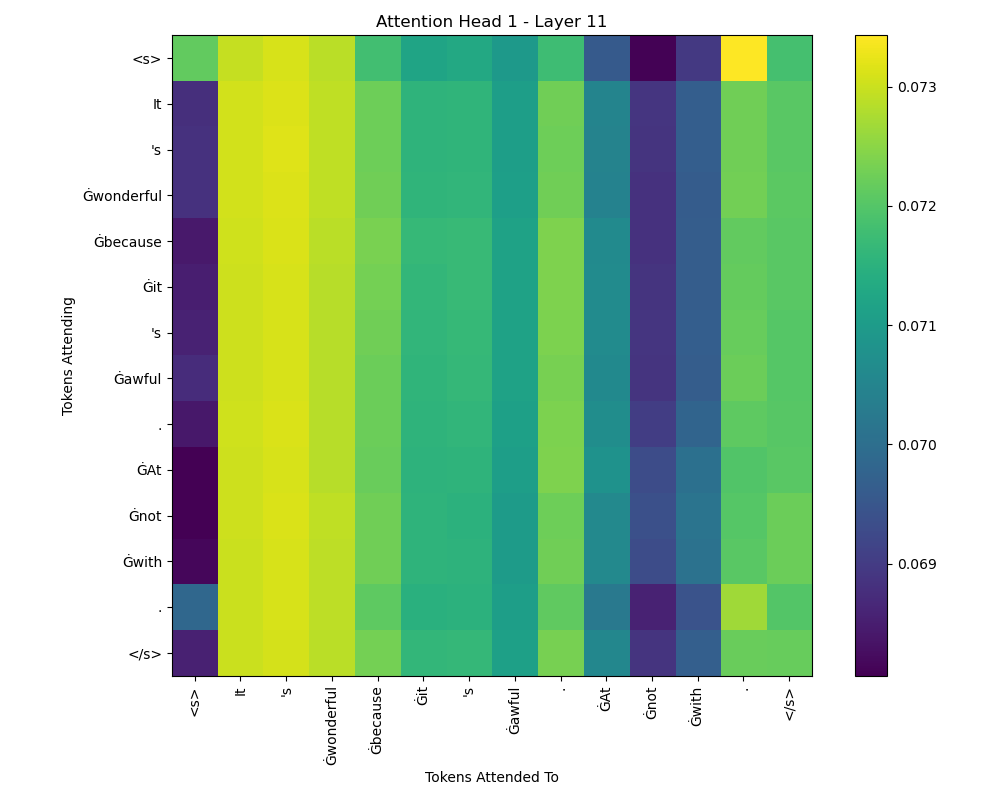 Attention Head 1 - Layer 11
<s>
It
's
Ġwonderful
Ġbecause
Ġit
's
Ġawful
.
ĠAt
Ġnot
Ġwith
.
</s>
Tokens Attending
<s>
It
's
Ġwonderful
Ġbecause
Ġit
's
Ġawful
.
ĠAt
Ġnot
Ġwith
.
</s>
Tokens Attended To
0.073
0.072
0.071
0.070
0.069